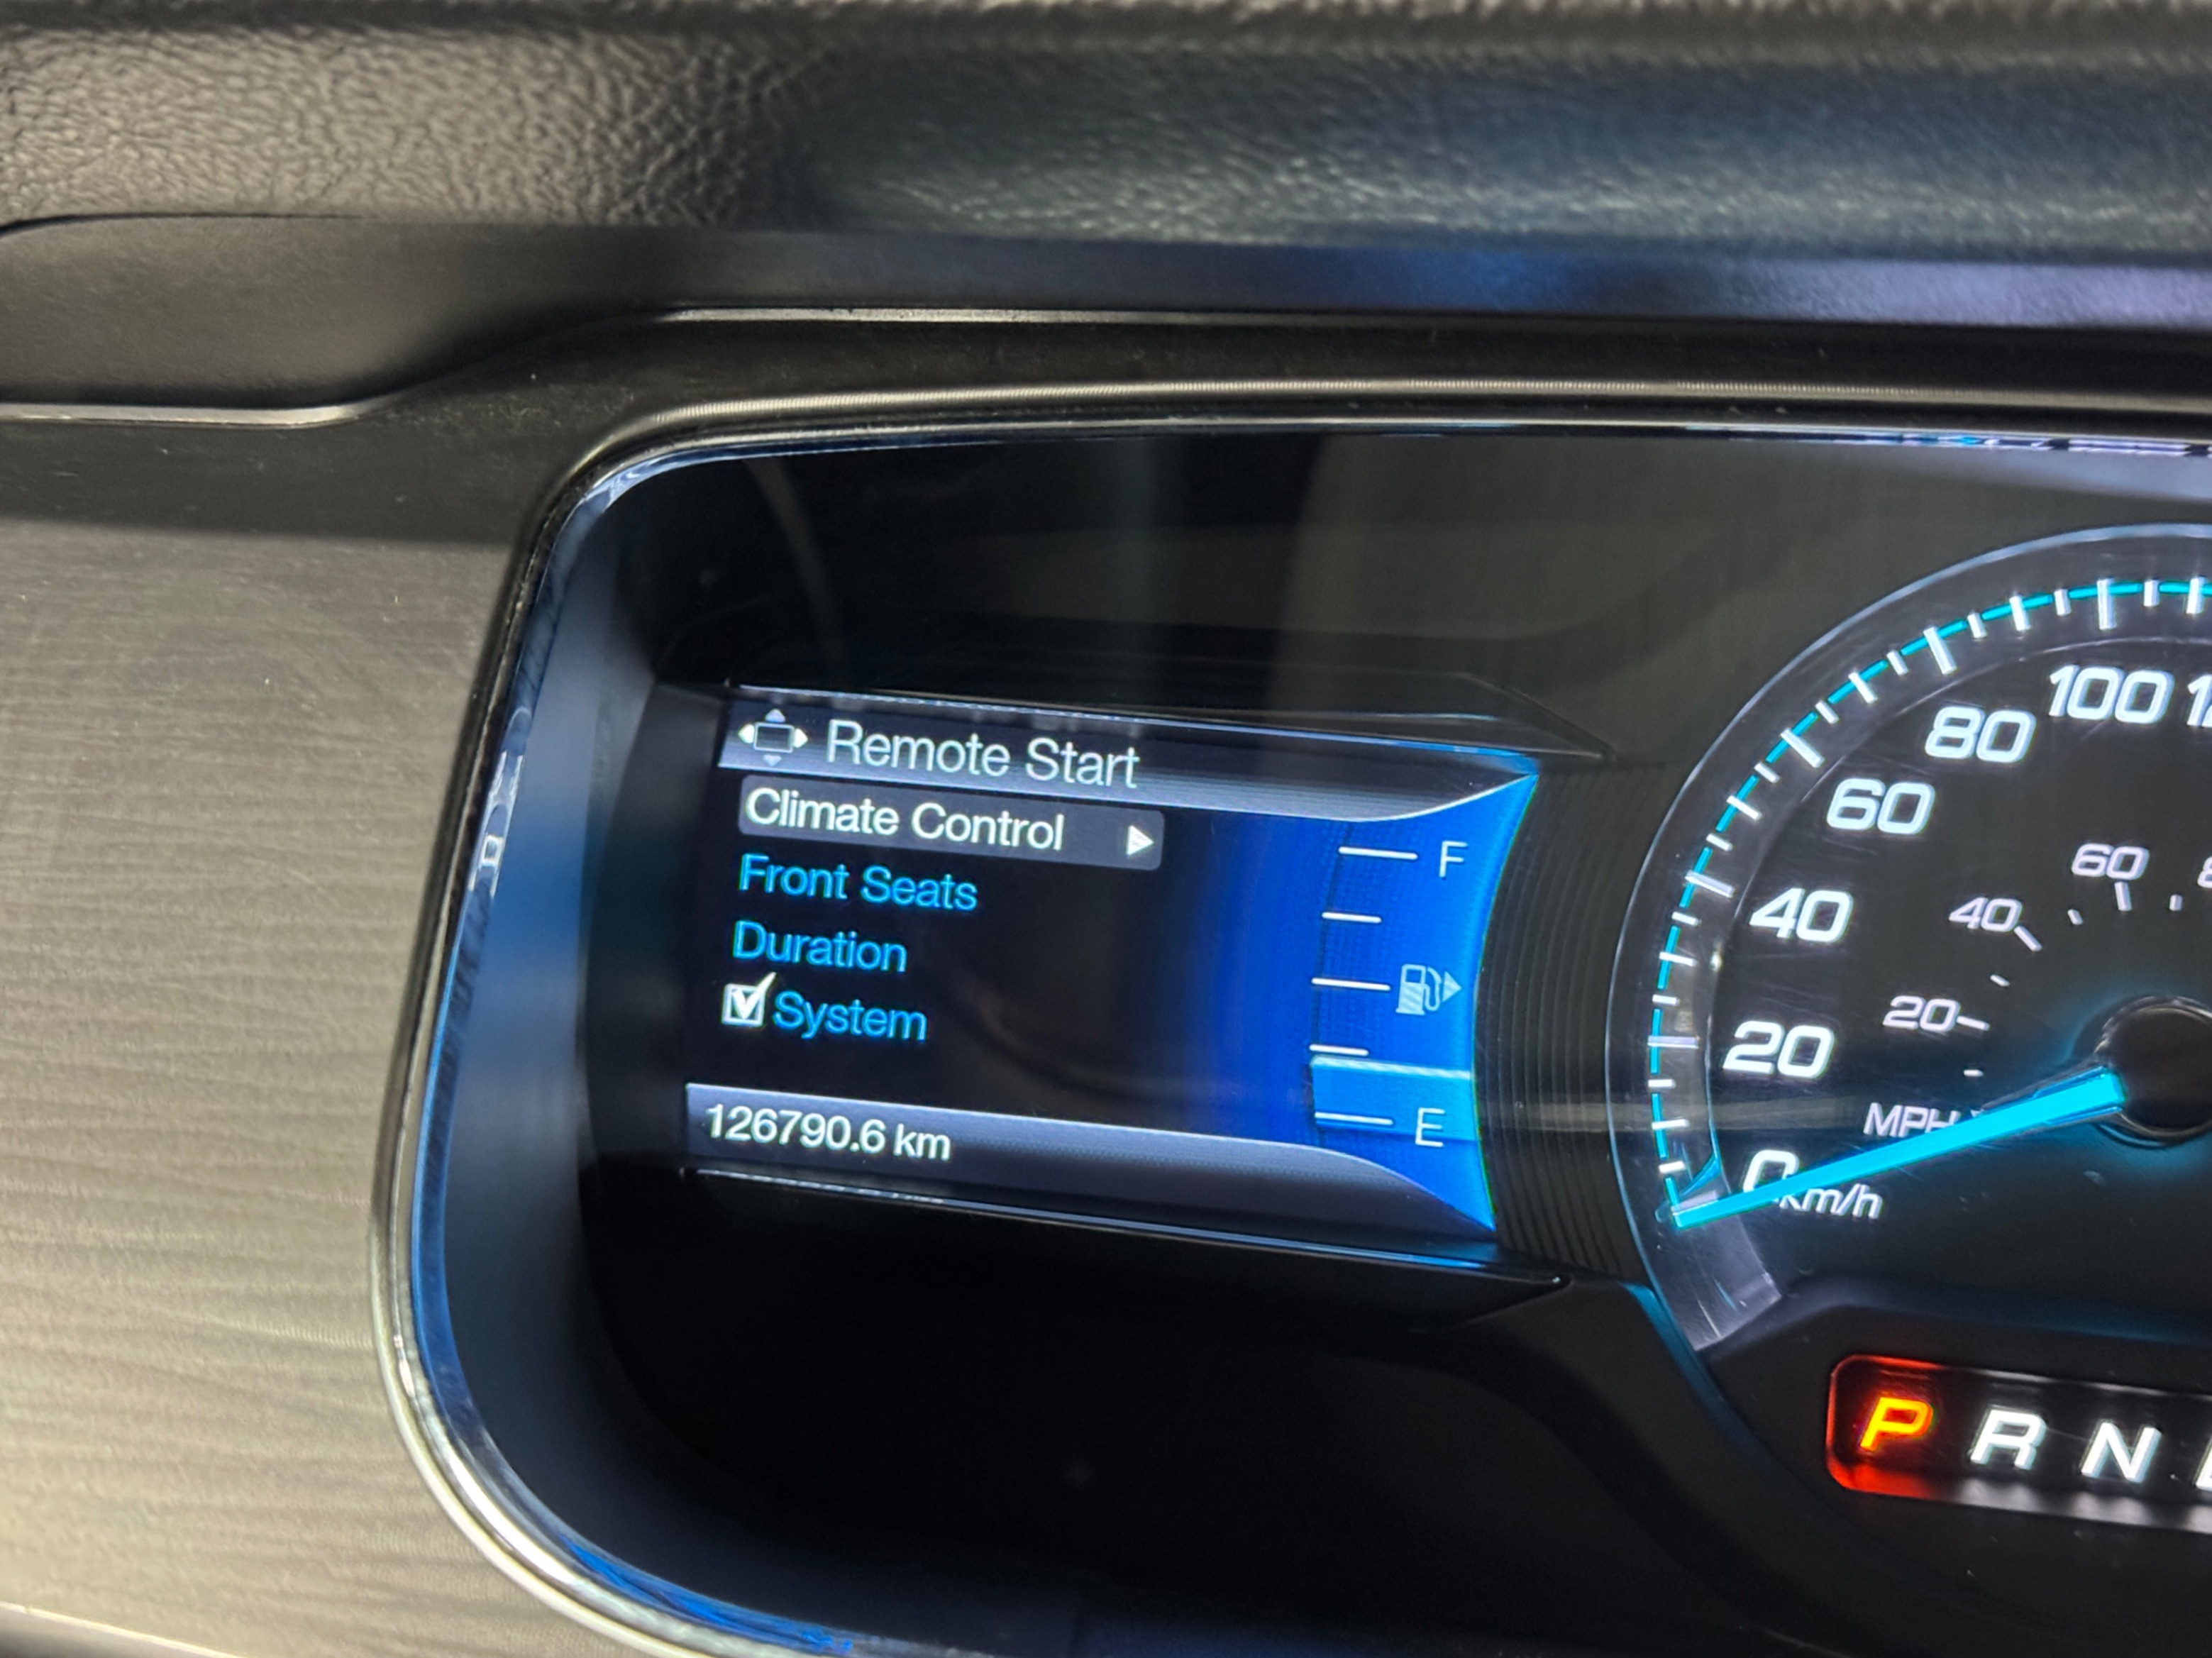 Remote Start
Climate Control
Front Seats
Duration
System
126790.6 km
F
E
100
80
60
40
20
0
km/h
60
40
20
MPH
P R N